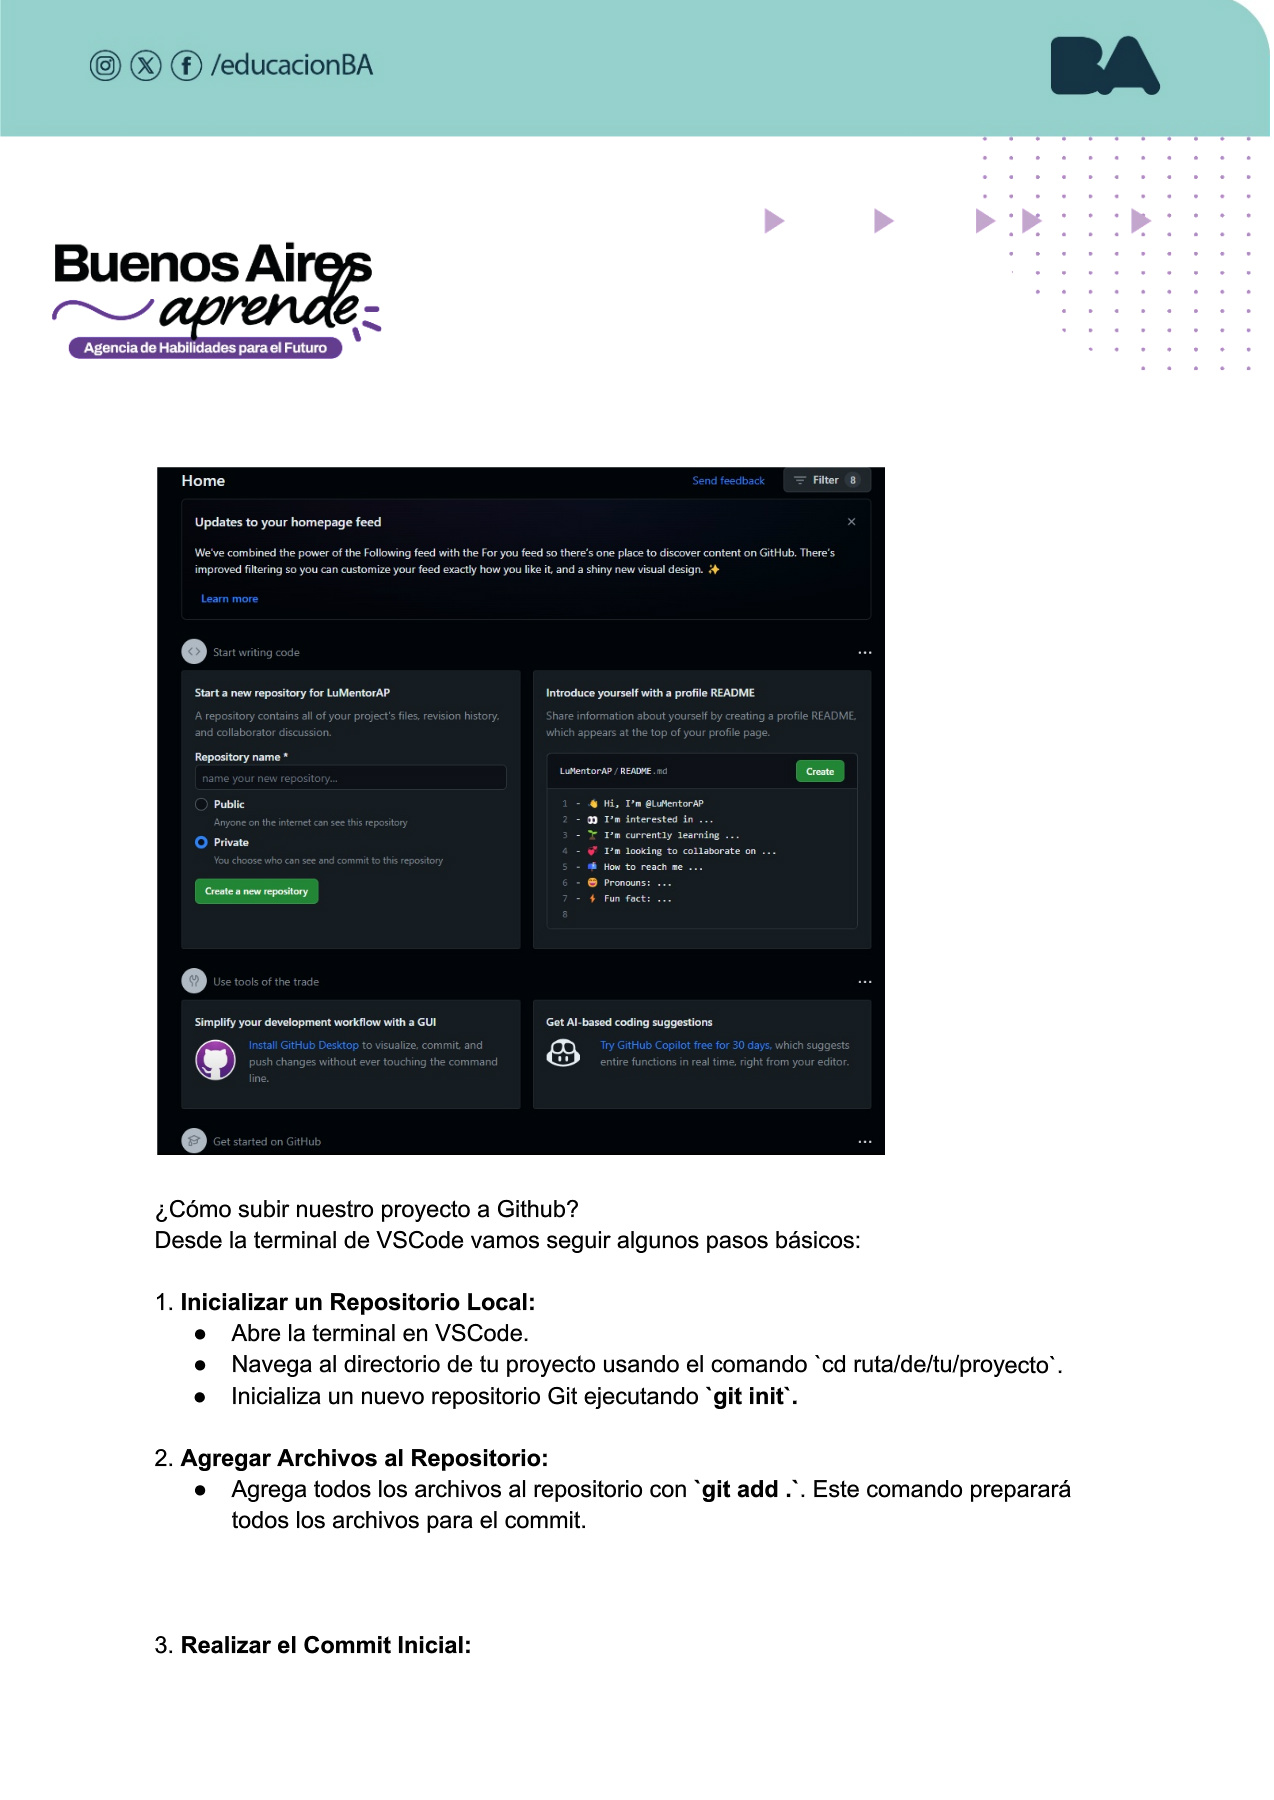 /educacionBA
BA
Buenos Aires
aprende
Agencia de Habilidades para el Futuro
Home
Send feedback
Filter 8
Updates to your homepage feed
We've combined the power of the Following feed with the For you feed so there's one place to discover content on GitHub. There's
improved filtering so you can customize your feed exactly how you like it, and a shiny new visual design. ✨
Learn more
Start writing code
Start a new repository for LuMentorAP
A repository contains all of your project's files, revision history,
and collaborator discussion.
Repository name *
name your new repository...
Public
Anyone on the internet can see this repository
Private
You choose who can see and commit to this repository
Create a new repository
Introduce yourself with a profile README
Share information about yourself by creating a profile README,
which appears at the top of your profile page.
LuMentorAP / README.md
Create
1 - 👋 Hi, I'm @LuMentorAP
2 - 👀 I'm interested in ...
3 - 🌱 I'm currently learning ...
4 - 💞️ I'm looking to collaborate on ...
5 - 📫 How to reach me ...
6 - 😄 Pronouns: ...
7 - ⚡ Fun fact: ...
8
Use tools of the trade
Simplify your development workflow with a GUI
Install GitHub Desktop to visualize, commit, and
push changes without ever touching the command
line.
Get AI-based coding suggestions
Try GitHub Copilot free for 30 days, which suggests
entire functions in real time, right from your editor.
Get started on GitHub
¿Cómo subir nuestro proyecto a Github?
Desde la terminal de VSCode vamos seguir algunos pasos básicos:
1. Inicializar un Repositorio Local:
● Abre la terminal en VSCode.
● Navega al directorio de tu proyecto usando el comando `cd ruta/de/tu/proyecto`.
● Inicializa un nuevo repositorio Git ejecutando `git init`.
2. Agregar Archivos al Repositorio:
● Agrega todos los archivos al repositorio con `git add .`. Este comando preparará
todos los archivos para el commit.
3. Realizar el Commit Inicial: